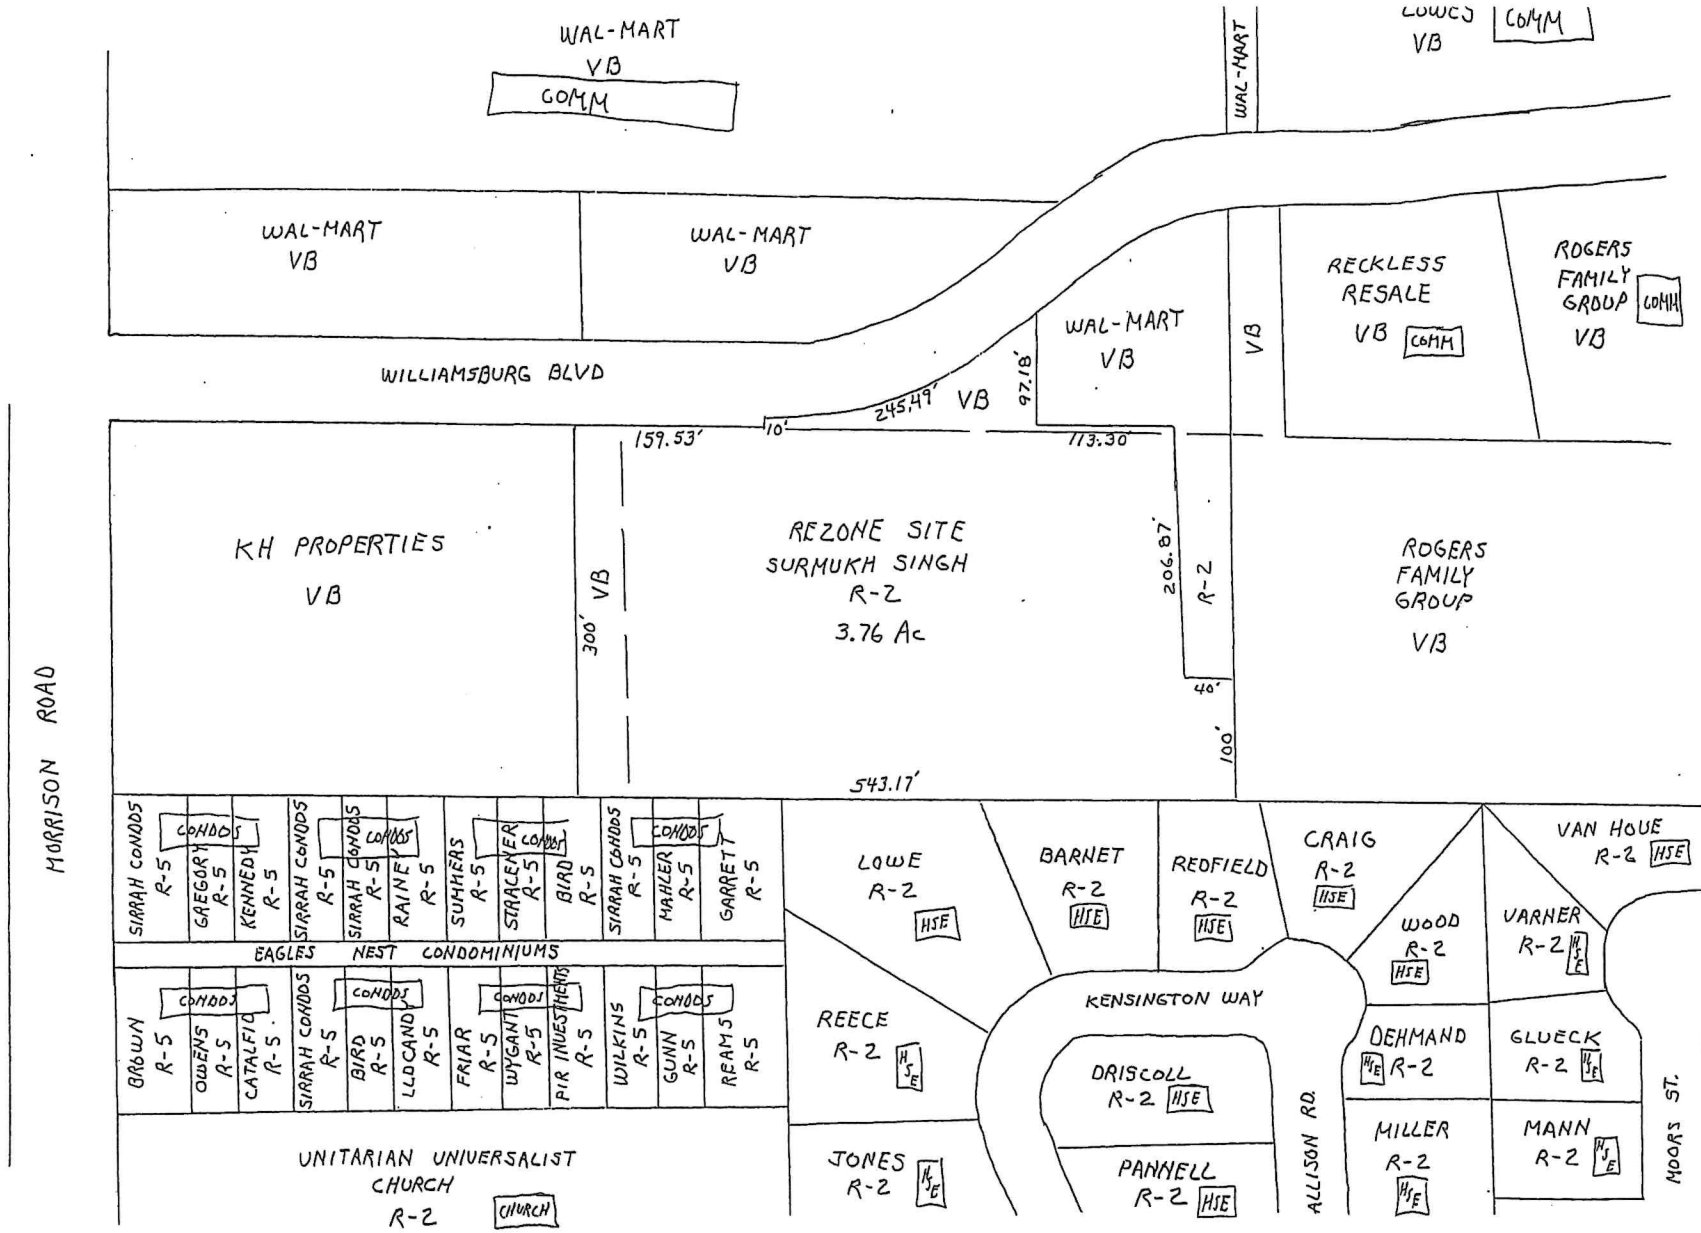 WAL-MART
VB
COMM
WAL-MART
LOWES
VB
COMM
WAL-MART
VB
WAL-MART
VB
WAL-MART
VB
VB
RECKLESS
RESALE
VB
COMM
ROGERS
FAMILY
GROUP
VB
COMM
WILLIAMSBURG BLVD
245.49'
VB
97.18'
159.53'
10'
113.30'
MORRISON ROAD
KH PROPERTIES
VB
300'
VB
REZONE SITE
SURMUKH SINGH
R-2
3.76 Ac
206.87'
R-2
40'
100'
543.17'
ROGERS
FAMILY
GROUP
VB
SIRRAH CONDOS
R-5
GREGORY
R-5
KENNEDY
R-5
CONDOS
SIRRAH CONDOS
R-5
SIRRAH CONDOS
R-5
RAINEY
R-5
CONDOS
SUMMERS
R-5
STRACENER
R-5
BIRD
R-5
CONDOS
SIRRAH CONDOS
R-5
MAHLER
R-5
GARRETT
R-5
CONDOS
EAGLES NEST CONDOMINIUMS
BROWN
R-5
OWENS
R-5
CATALFIO
R-5
CONDOS
SIRRAH CONDOS
R-5
BIRD
R-5
R-5
CONDOS
FRIAR
R-5
WYGANT
R-5
PIR INVESTMENTS
R-5
CONDOS
WILKINS
R-5
GUNN
R-5
REAMS
R-5
CONDOS
UNITARIAN UNIVERSALIST
CHURCH
R-2
CHURCH
LOWE
R-2
HSE
BARNET
R-2
HSE
REDFIELD
R-2
HSE
CRAIG
R-2
HSE
WOOD
R-2
HSE
VARNER
R-2
HSE
VAN HOUE
R-2
HSE
REECE
R-2
HSE
KENSINGTON WAY
DRISCOLL
R-2
HSE
DEHMAND
R-2
HSE
GLUECK
R-2
HSE
JONES
R-2
HSE
PANNELL
R-2
HSE
ALLISON RD.
MILLER
R-2
HSE
MANN
R-2
HSE
MOORS ST.